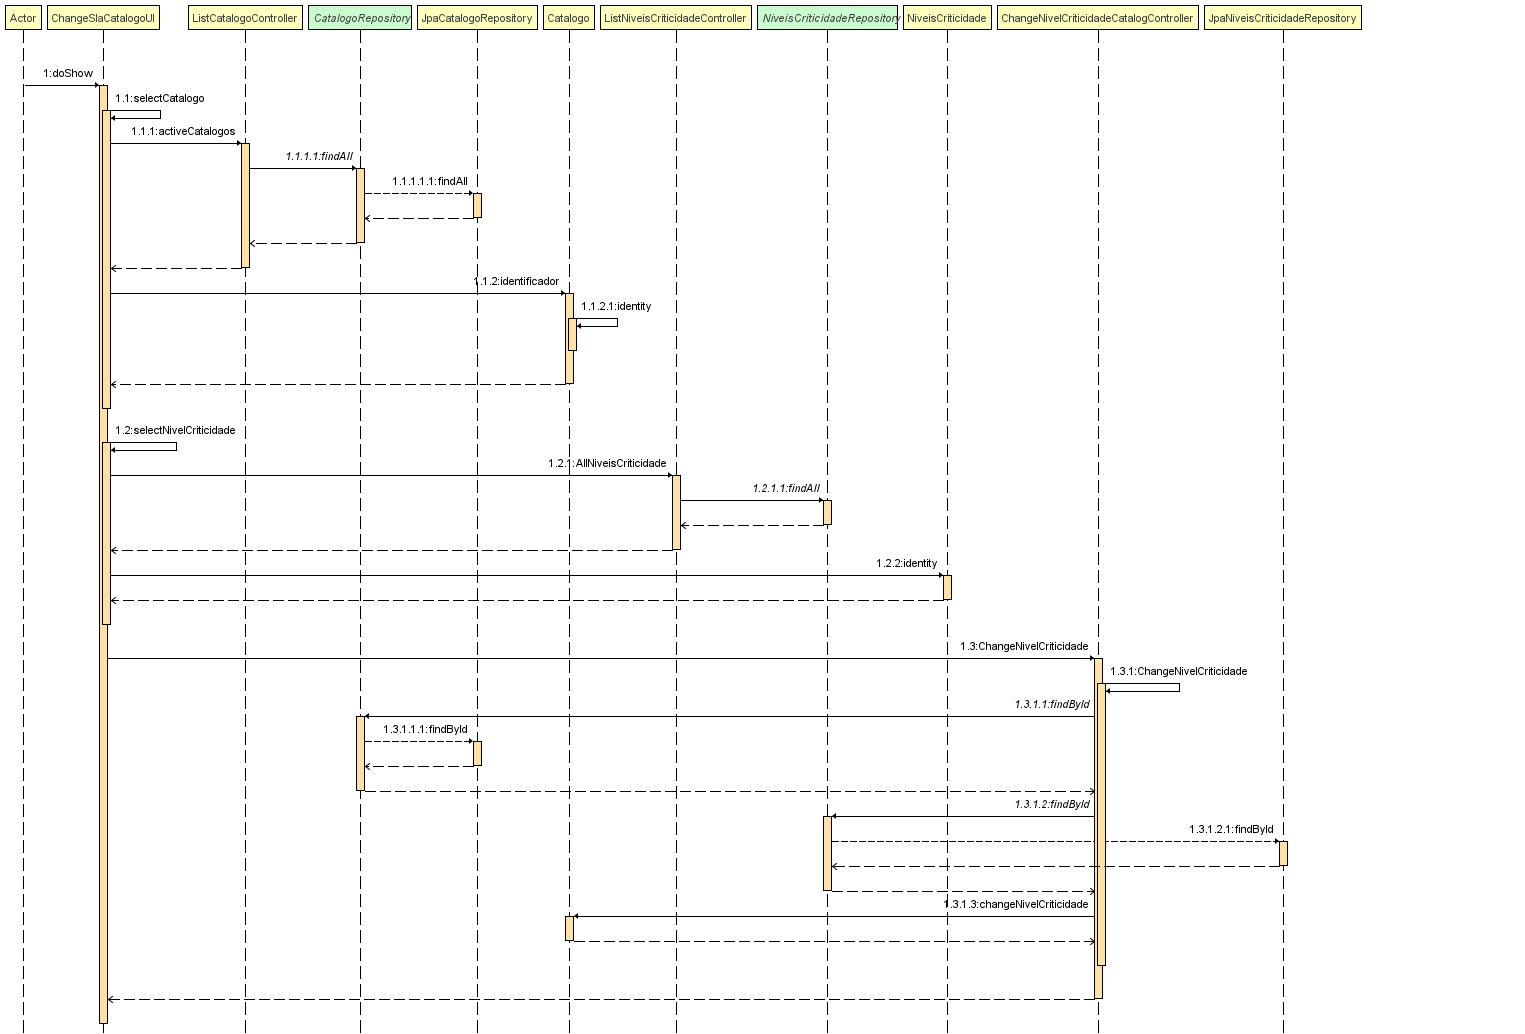 Actor
ChangeSlaCatalogoUI
ListCatalogoController
CatalogoRepository
JpaCatalogoRepository
Catalogo
ListNiveisCriticidadeController
NiveisCriticidadeRepository
NiveisCriticidade
ChangeNivelCriticidadeCatalogController
JpaNiveisCriticidadeRepository
1:doShow
1.1:selectCatalogo
1.1.1:activeCatalogos
1.1.1.1:findAll
1.1.1.1.1:findAll
1.1.2:identificador
1.1.2.1:identity
1.2:selectNivelCriticidade
1.2.1:AllNiveisCriticidade
1.2.1.1:findAll
1.2.2:identity
1.3:ChangeNivelCriticidade
1.3.1:ChangeNivelCriticidade
1.3.1.1:findById
1.3.1.1.1:findById
1.3.1.2:findById
1.3.1.2.1:findById
1.3.1.3:changeNivelCriticidade